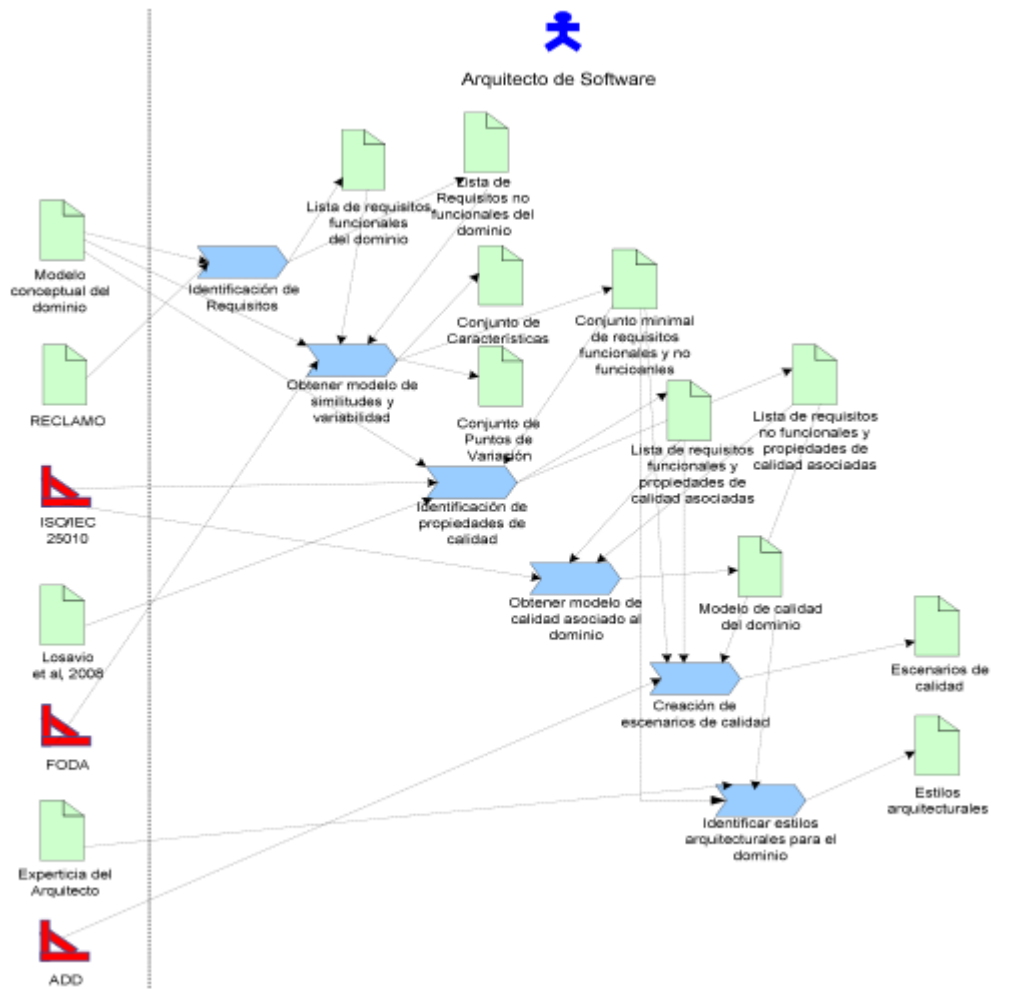 Arquitecto de Software
Lista de requisitos
funcionales
del dominio
Lista de
Requisitos no
funcionales del
dominio
Modelo
conceptual del
dominio
Identificación de
Requisitos
Conjunto de
Características
Conjunto minimal
de requisitos
funcionales y no
funcioanles
RECLAMO
Obtener modelo de
similitudes y
variabilidad
Conjunto de
Puntos de
Variación
Lista de requisitos
no funcionales y
propiedades de
calidad asociadas
Lista de requisitos
funcionales y
propiedades de
calidad asociadas
ISO/IEC
25010
Identificación de
propiedades de
calidad
Obtener modelo de
calidad asociado al
dominio
Modelo de calidad
del dominio
Losavio
et al, 2008
Escenarios de
calidad
Creación de
escenarios de calidad
FODA
Estilos
arquitecturales
Identificar estilos
arquitecturales para el
dominio
Experticia del
Arquitecto
ADD